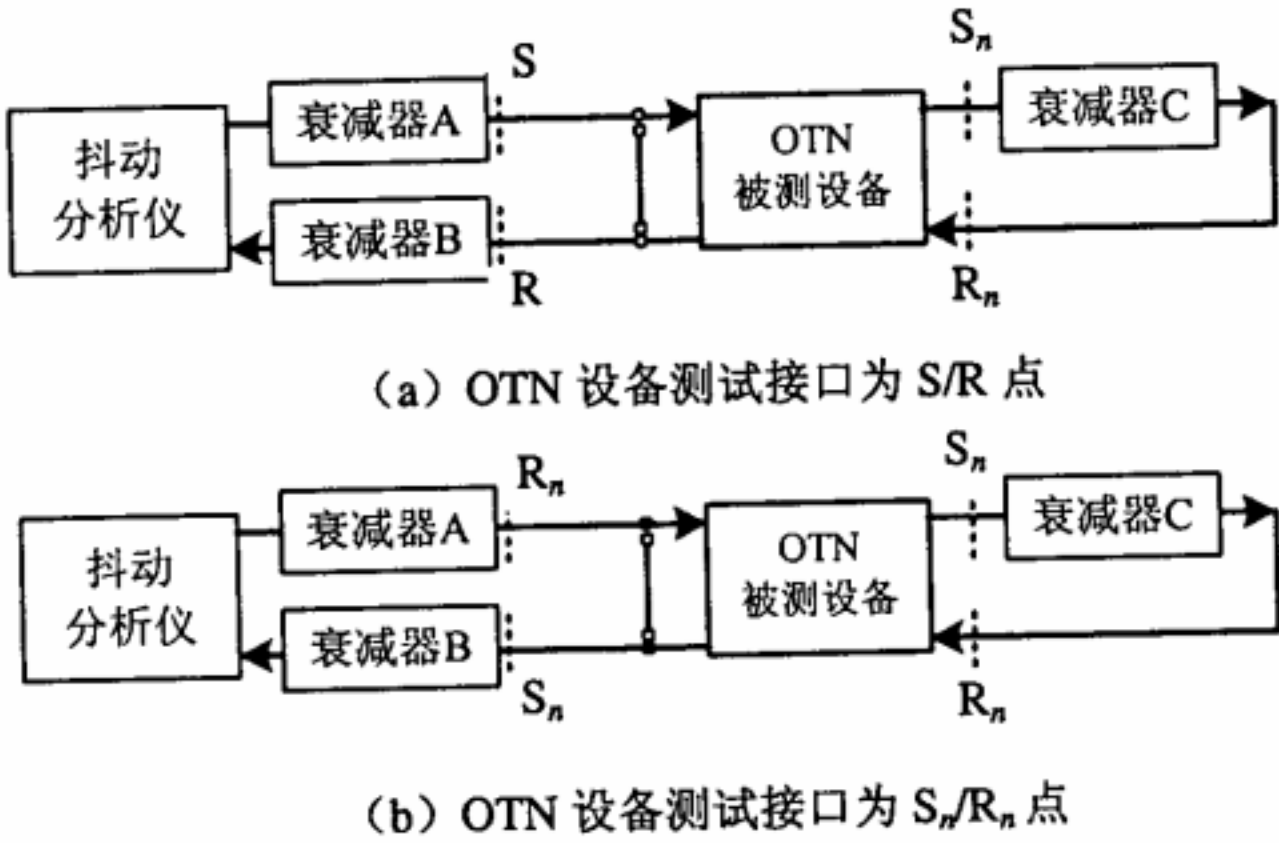 S
Sₙ
抖动
分析仪
衰减器A
OTN
被测设备
衰减器C
衰减器B
R
Rₙ
（a）OTN 设备测试接口为 S/R 点
Rₙ
Sₙ
抖动
分析仪
衰减器A
OTN
被测设备
衰减器C
衰减器B
Sₙ
Rₙ
（b）OTN 设备测试接口为 Sₙ/Rₙ 点